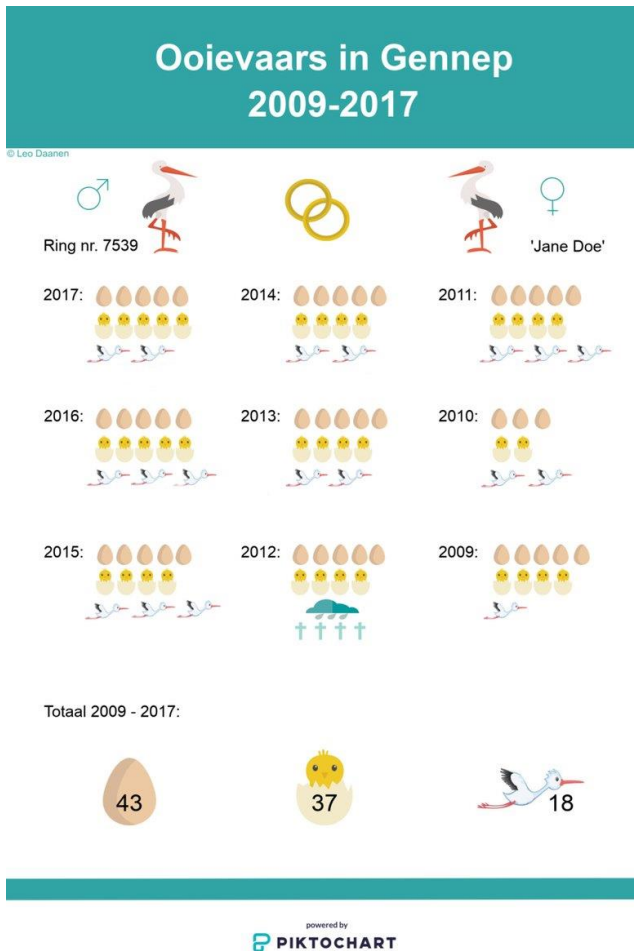 Ooievaars in Gennep
2009-2017
© Leo Daanen
Ring nr. 7539
'Jane Doe'
2017:
2014:
2011:
2016:
2013:
2010:
2015:
2012:
2009:
Totaal 2009 - 2017:
43
37
18
powered by
PIKTOCHART